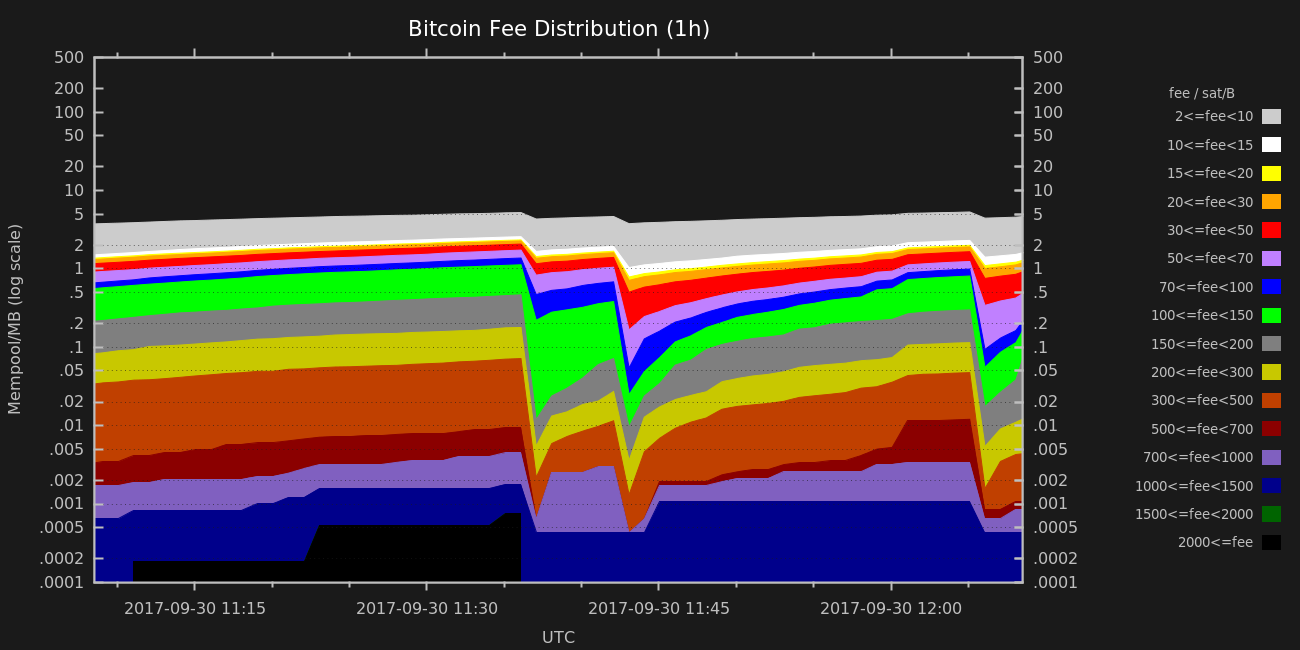 Bitcoin Fee Distribution (1h)
Mempool/MB (log scale)
500
200
100
50
20
10
5
2
1
.5
.2
.1
.05
.02
.01
.005
.002
.001
.0005
.0002
.0001
500
200
100
50
20
10
5
2
1
.5
.2
.1
.05
.02
.01
.005
.002
.001
.0005
.0002
.0001
2017-09-30 11:15
2017-09-30 11:30
2017-09-30 11:45
2017-09-30 12:00
UTC
fee / sat/B
2<=fee<10
10<=fee<15
15<=fee<20
20<=fee<30
30<=fee<50
50<=fee<70
70<=fee<100
100<=fee<150
150<=fee<200
200<=fee<300
300<=fee<500
500<=fee<700
700<=fee<1000
1000<=fee<1500
1500<=fee<2000
2000<=fee